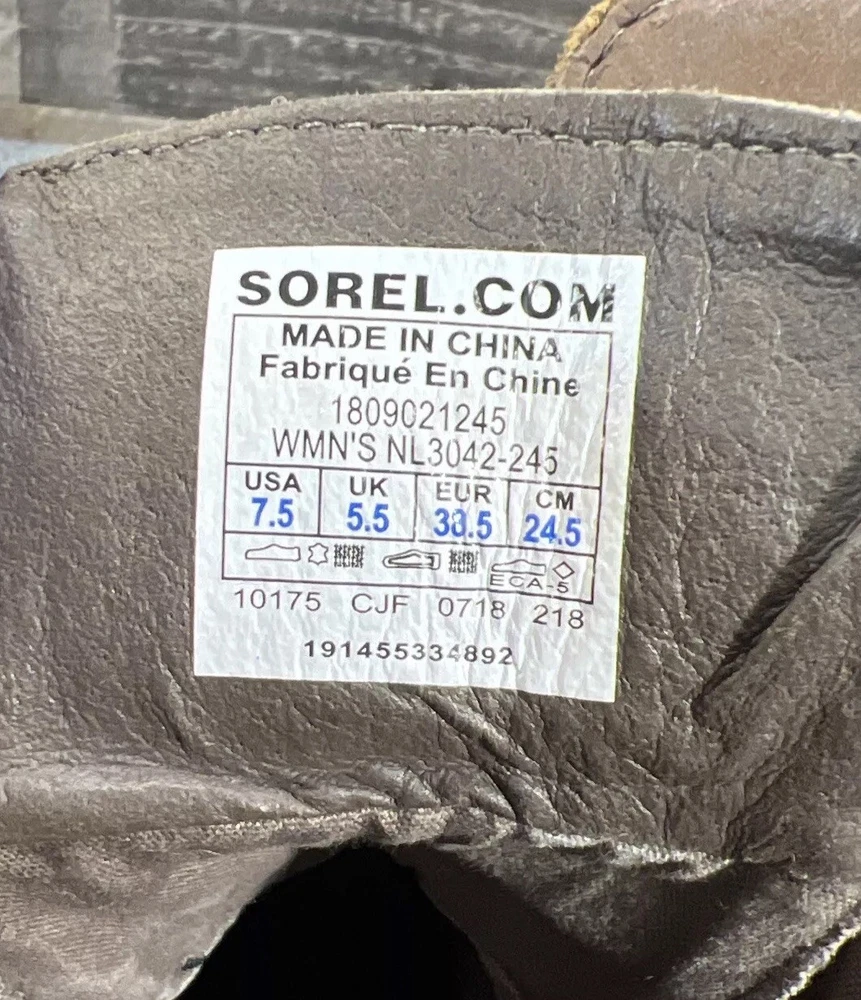 SOREL.COM
MADE IN CHINA
Fabriqué En Chine
1809021245
WMN'S NL3042-245
USA UK EUR CM
7.5 5.5 38.5 24.5
ECA-5
10175 CJF 0718 218
191455334892